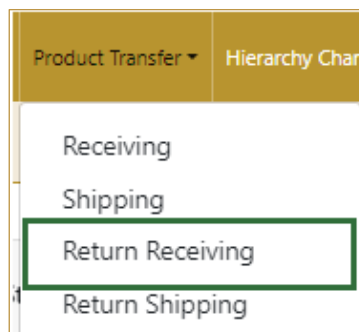 Product Transfer Hierarchy Char
Receiving
Shipping
Return Receiving
Return Shipping